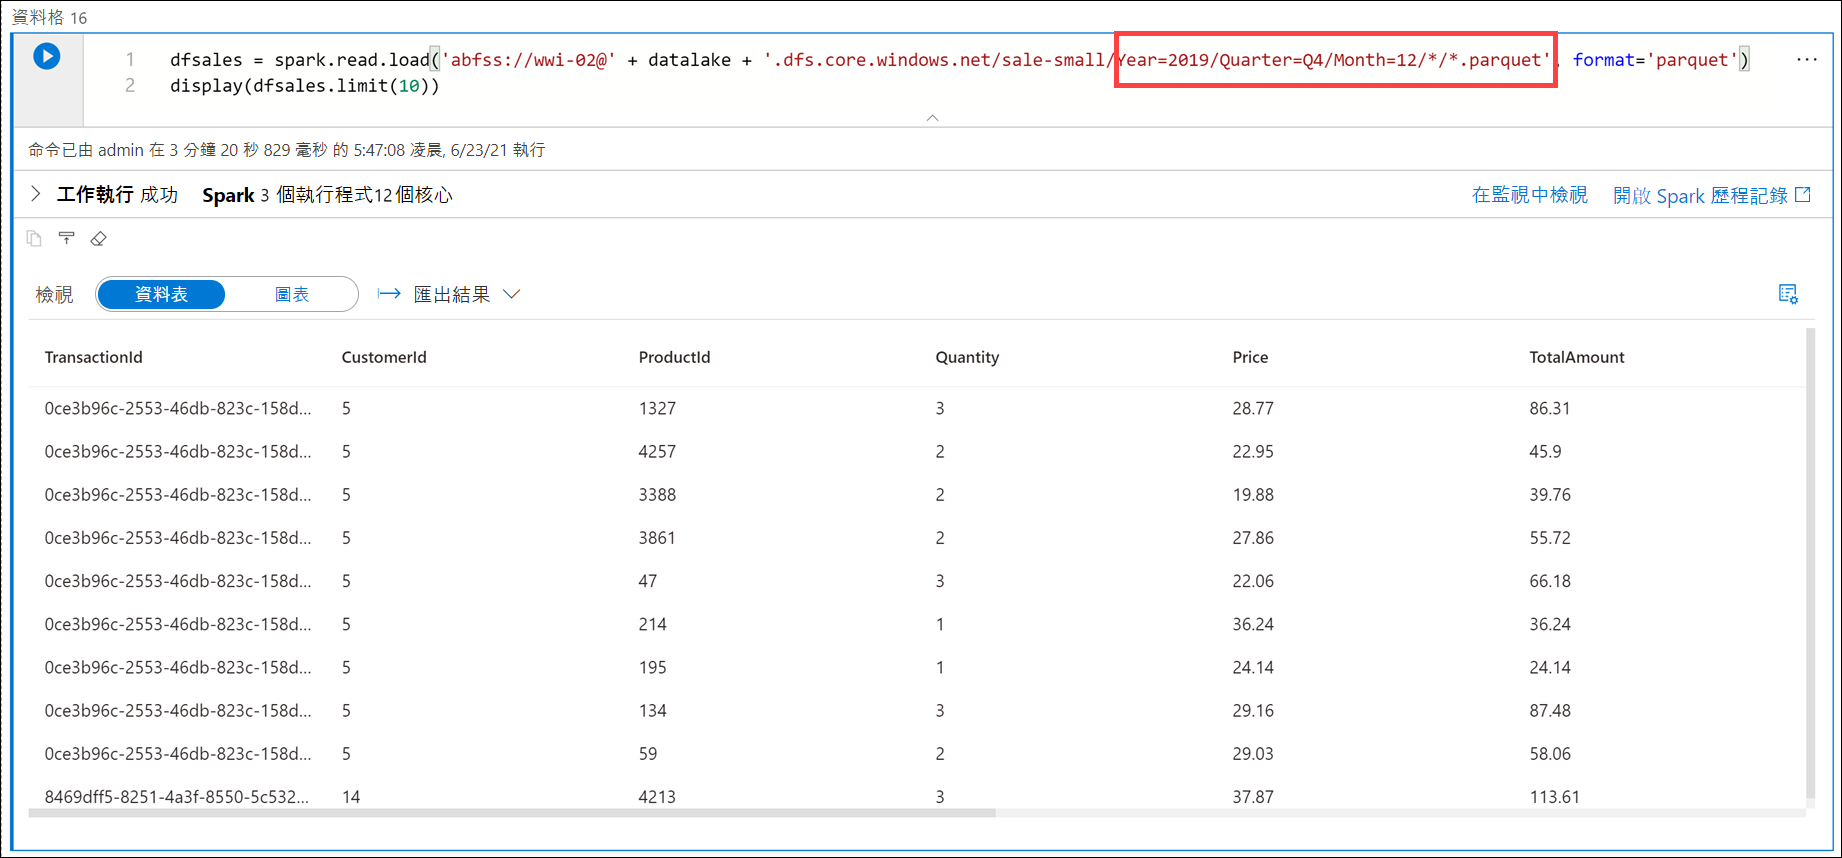 資料格 16
1 dfsales = spark.read.load('abfss://wwi-02@' + datalake + '.dfs.core.windows.net/sale-small/Year=2019/Quarter=Q4/Month=12/*/*.parquet', format='parquet')
2 display(dfsales.limit(10))
命令已由 admin 在 3 分鐘 20 秒 829 毫秒 的 5:47:08 凌晨, 6/23/21 執行
工作執行 成功 Spark 3 個執行程式12個核心 在監視中檢視 開啟 Spark 歷程記錄
檢視 資料表 圖表 匯出結果
TransactionId CustomerId ProductId Quantity Price TotalAmount
0ce3b96c-2553-46db-823c-158d... 5 1327 3 28.77 86.31
0ce3b96c-2553-46db-823c-158d... 5 4257 2 22.95 45.9
0ce3b96c-2553-46db-823c-158d... 5 3388 2 19.88 39.76
0ce3b96c-2553-46db-823c-158d... 5 3861 2 27.86 55.72
0ce3b96c-2553-46db-823c-158d... 5 47 3 22.06 66.18
0ce3b96c-2553-46db-823c-158d... 5 214 1 36.24 36.24
0ce3b96c-2553-46db-823c-158d... 5 195 1 24.14 24.14
0ce3b96c-2553-46db-823c-158d... 5 134 3 29.16 87.48
0ce3b96c-2553-46db-823c-158d... 5 59 2 29.03 58.06
8469dff5-8251-4a3f-8550-5c532... 14 4213 3 37.87 113.61